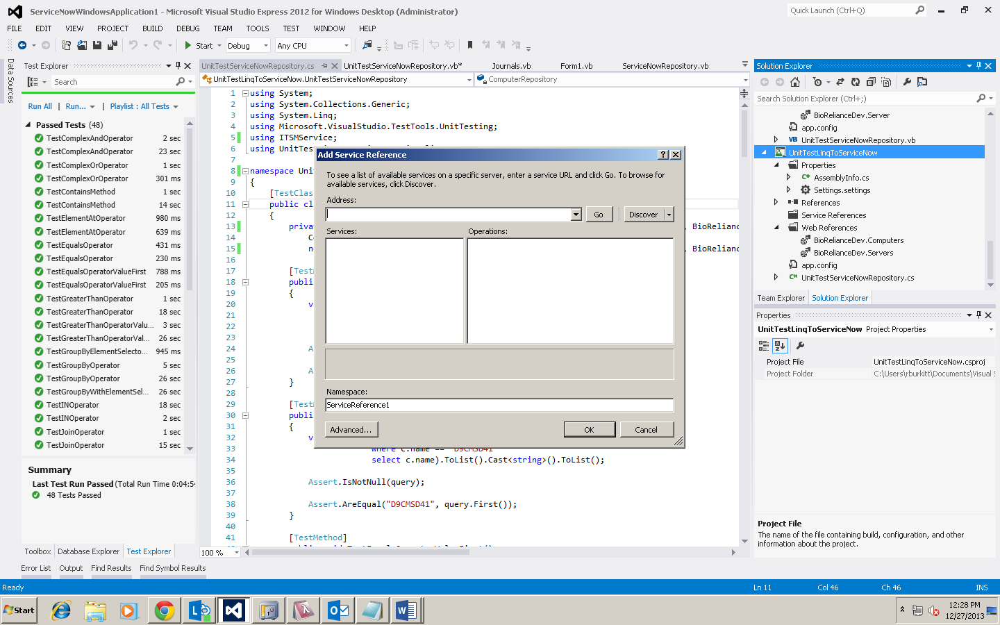 ServiceNowWindowsApplication1 - Microsoft Visual Studio Express 2012 for Windows Desktop (Administrator)
Quick Launch (Ctrl+Q)
FILE EDIT VIEW PROJECT BUILD DEBUG TEAM TOOLS TEST WINDOW HELP
Start Debug Any CPU
Data Sources
Test Explorer
Search
Run All | Run... | Playlist : All Tests
Passed Tests (48)
TestComplexAndOperator 2 sec
TestComplexAndOperator 23 sec
TestComplexOrOperator 1 sec
TestComplexOrOperator 301 ms
TestContainsMethod 1 sec
TestContainsMethod 14 sec
TestElementAtOperator 980 ms
TestElementAtOperator 639 ms
TestEqualsOperator 431 ms
TestEqualsOperator 230 ms
TestEqualsOperatorValueFirst 788 ms
TestEqualsOperatorValueFirst 205 ms
TestGreaterThanOperator 1 sec
TestGreaterThanOperator 18 sec
TestGreaterThanOperatorValu... 3 sec
TestGreaterThanOperatorVal... 26 sec
TestGroupByElementSelecto... 945 ms
TestGroupByOperator 5 sec
TestGroupByOperator 26 sec
TestGroupByWithElementSel... 26 sec
TestINOperator 18 sec
TestINOperator 2 sec
TestJoinOperator 1 sec
TestJoinOperator 15 sec
Summary
Last Test Run Passed (Total Run Time 0:04:54
48 Tests Passed
Toolbox Database Explorer Test Explorer
Error List Output Find Results Find Symbol Results
UnitTestServiceNowRepository.cs UnitTestServiceNowRepository.vb* Journals.vb Form1.vb ServiceNowRepository.vb
UnitTestLinqToServiceNow.UnitTestServiceNowRepository ComputerRepository
1 using System;
2 using System.Collections.Generic;
3 using System.Linq;
4 using Microsoft.VisualStudio.TestTools.UnitTesting;
5 using ITSMService;
6 using UnitTes
7
8 namespace Uni
9 {
10 [TestClas
11 public cl
12 {
13 privat , BioRelianc
14 Co
15 ne , BioRelianc
16
17 [Test
18 public
19 {
20 v
21
22
23
24 A
25
26 A
27 }
28
29 [Test
30 public
31 {
32 v
33 where c.name == "D9CMSD41"
34 select c.name).ToList().Cast<string>().ToList();
35
36 Assert.IsNotNull(query);
37
38 Assert.AreEqual("D9CMSD41", query.First());
39 }
40
41 [TestMethod]
100 %
Add Service Reference
To see a list of available services on a specific server, enter a service URL and click Go. To browse for
available services, click Discover.
Address:
Go Discover
Services: Operations:
Namespace:
ServiceReference1
Advanced... OK Cancel
Solution Explorer
Search Solution Explorer (Ctrl+;)
BioRelianceDev.Server
app.config
VB UnitTestServiceNowRepository.vb
UnitTestLinqToServiceNow
Properties
C# AssemblyInfo.cs
Settings.settings
References
Service References
Web References
BioRelianceDev.Computers
BioRelianceDev.Servers
app.config
C# UnitTestServiceNowRepository.cs
Team Explorer Solution Explorer
Properties
UnitTestLinqToServiceNow Project Properties
Project File UnitTestLinqToServiceNow.csproj
Project Folder C:\Users\rburkitt\Documents\Visual S
Project File
The name of the file containing build, configuration, and other
information about the project.
Ready Ln 11 Col 46 Ch 46 INS
Start
12:28 PM
12/27/2013